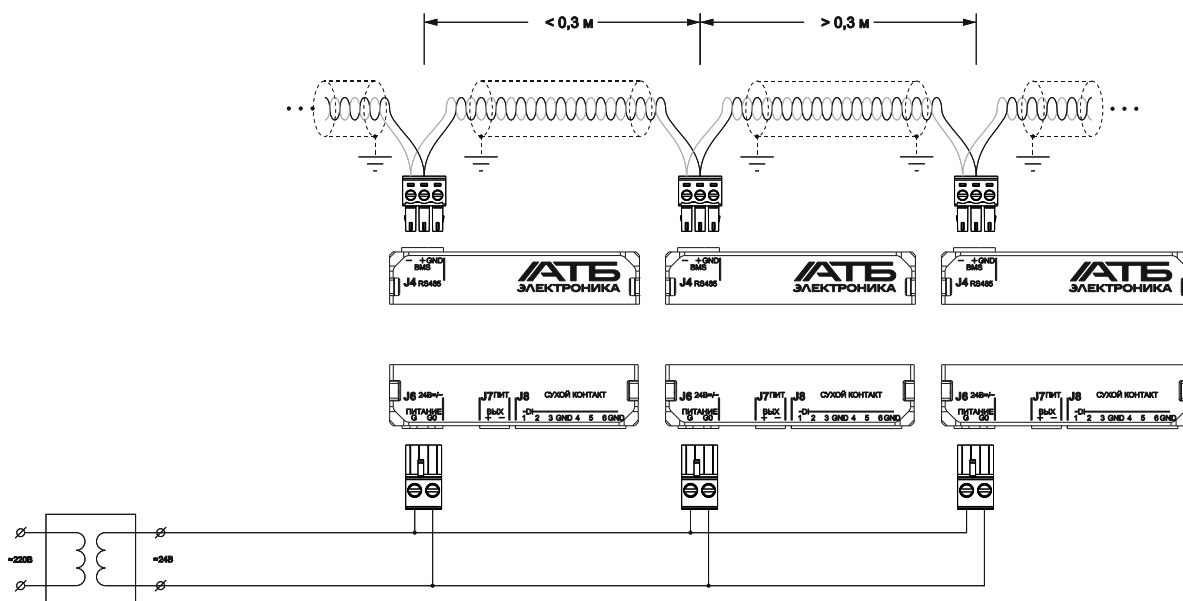 < 0,3 м
> 0,3 м
− +GND
BMS
J4 RS485
АТБ
ЭЛЕКТРОНИКА
− +GND
BMS
J4 RS485
АТБ
ЭЛЕКТРОНИКА
− +GND
BMS
J4 RS485
АТБ
ЭЛЕКТРОНИКА
J6 24В=/~
ПИТАНИЕ
G G0
J7 ПИТ
ВЫХ
+ −
J8 СУХОЙ КОНТАКТ
-DI
1 2 3 GND 4 5 6 GND
J6 24В=/~
ПИТАНИЕ
G G0
J7 ПИТ
ВЫХ
+ −
J8 СУХОЙ КОНТАКТ
-DI
1 2 3 GND 4 5 6 GND
J6 24В=/~
ПИТАНИЕ
G G0
J7 ПИТ
ВЫХ
+ −
J8 СУХОЙ КОНТАКТ
-DI
1 2 3 GND 4 5 6 GND
~220В
~24В